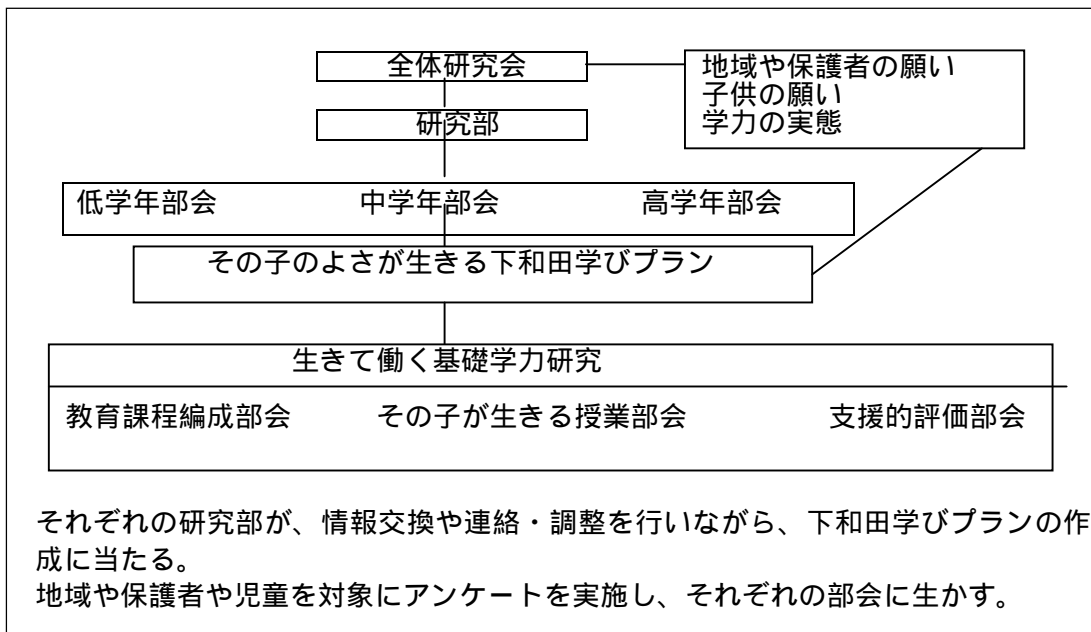 全体研究会
地域や保護者の願い
子供の願い
学力の実態
研究部
低学年部会 中学年部会 高学年部会
その子のよさが生きる下和田学びプラン
生きて働く基礎学力研究
教育課程編成部会 その子が生きる授業部会 支援的評価部会
それぞれの研究部が、情報交換や連絡・調整を行いながら、下和田学びプランの作
成に当たる。
地域や保護者や児童を対象にアンケートを実施し、それぞれの部会に生かす。